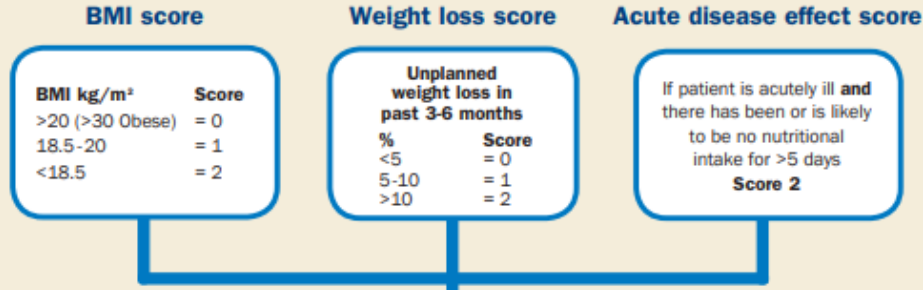 BMI score
BMI kg/m² Score
>20 (>30 Obese) = 0
18.5-20 = 1
<18.5 = 2
Weight loss score
Unplanned
weight loss in
past 3-6 months
% Score
<5 = 0
5-10 = 1
>10 = 2
Acute disease effect score
If patient is acutely ill and
there has been or is likely
to be no nutritional
intake for >5 days
Score 2